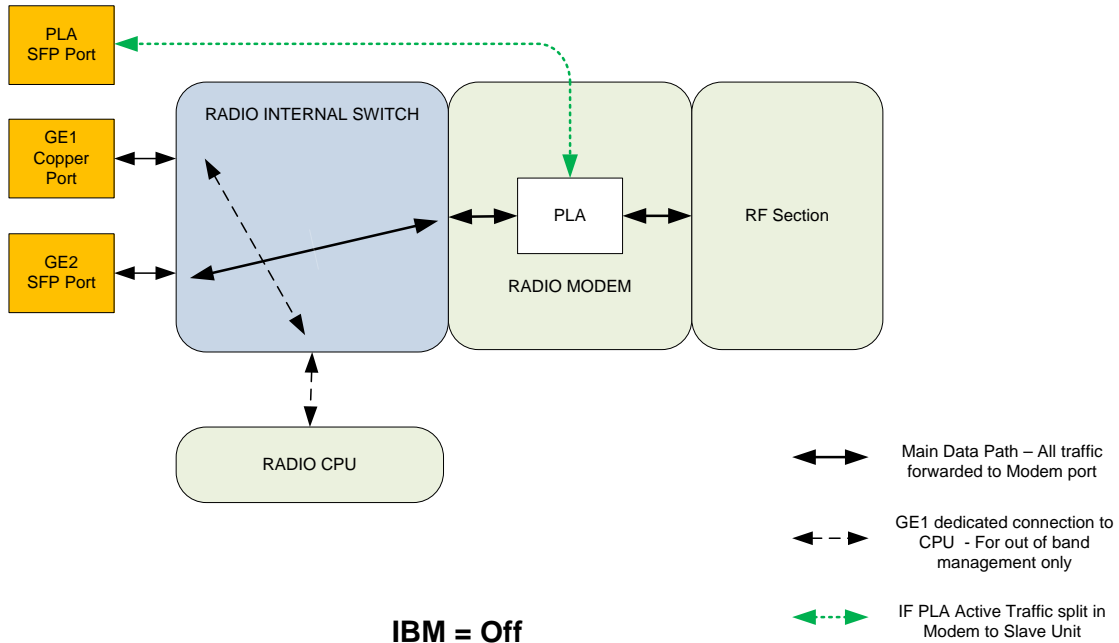 PLA
SFP Port
GE1
Copper
Port
GE2
SFP Port
RADIO INTERNAL SWITCH
PLA
RADIO MODEM
RF Section
RADIO CPU
Main Data Path – All traffic
forwarded to Modem port
GE1 dedicated connection to
CPU - For out of band
management only
IF PLA Active Traffic split in
Modem to Slave Unit
IBM = Off